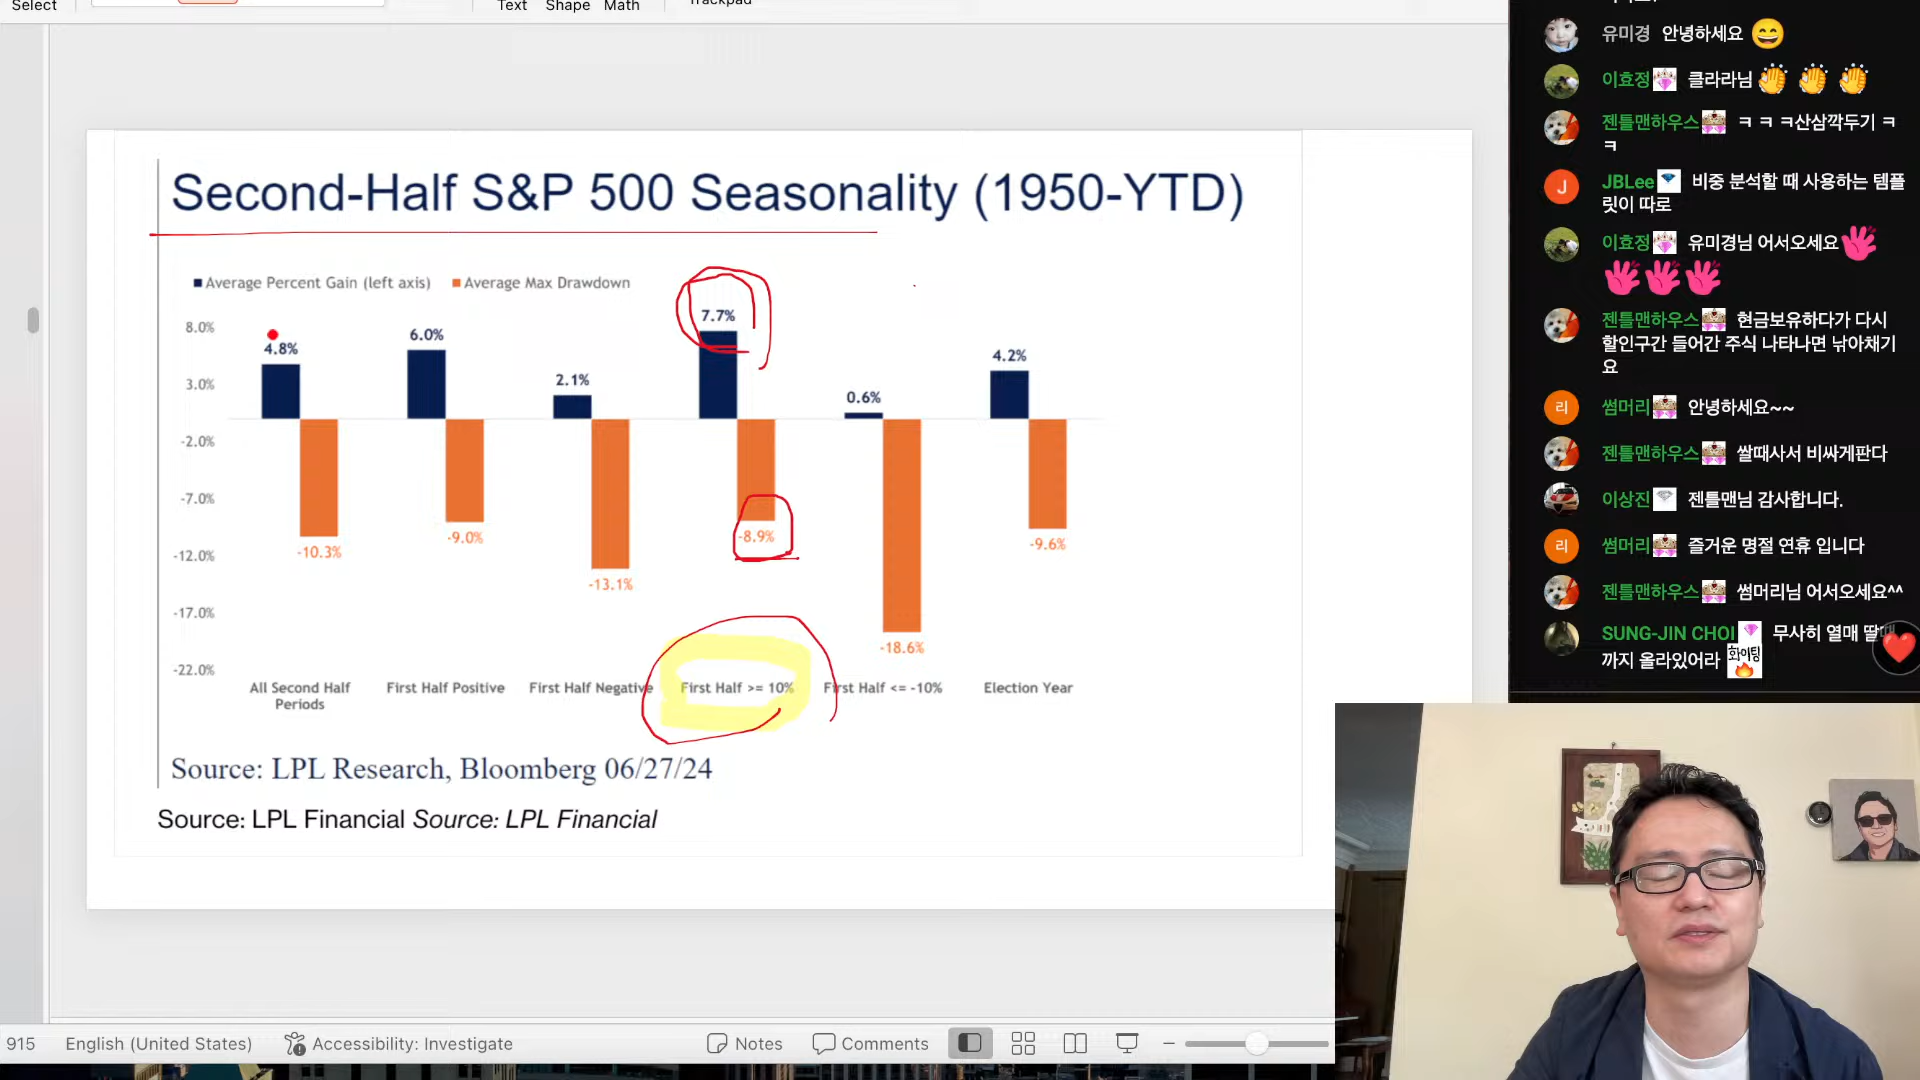 Select
Text Shape Math
Trackpad
Second-Half S&P 500 Seasonality (1950-YTD)
Average Percent Gain (left axis) Average Max Drawdown
8.0%
3.0%
-2.0%
-7.0%
-12.0%
-17.0%
-22.0%
4.8%
6.0%
2.1%
7.7%
0.6%
4.2%
-10.3%
-9.0%
-13.1%
-8.9%
-18.6%
-9.6%
All Second Half Periods
First Half Positive
First Half Negative
First Half >= 10%
First Half <= -10%
Election Year
Source: LPL Research, Bloomberg 06/27/24
Source: LPL Financial Source: LPL Financial
915 English (United States) Accessibility: Investigate Notes Comments
유미경 안녕하세요 😄
이효정 클라라님 👏 👏 👏
젠틀맨하우스 ㅋ ㅋ ㅋ산삼깍두기 ㅋ
ㅋ
J
JBLee 비중 분석할 때 사용하는 템플
릿이 따로
이효정 유미경님 어서오세요
젠틀맨하우스 현금보유하다가 다시
할인구간 들어간 주식 나타나면 낚아채기
요
리
썸머리 안녕하세요~~
젠틀맨하우스 쌀때사서 비싸게판다
이상진 젠틀맨님 감사합니다.
리
썸머리 즐거운 명절 연휴 입니다
젠틀맨하우스 썸머리님 어서오세요^^
SUNG-JIN CHOI 무사히 열매 딸때
까지 올라있어라 화이팅